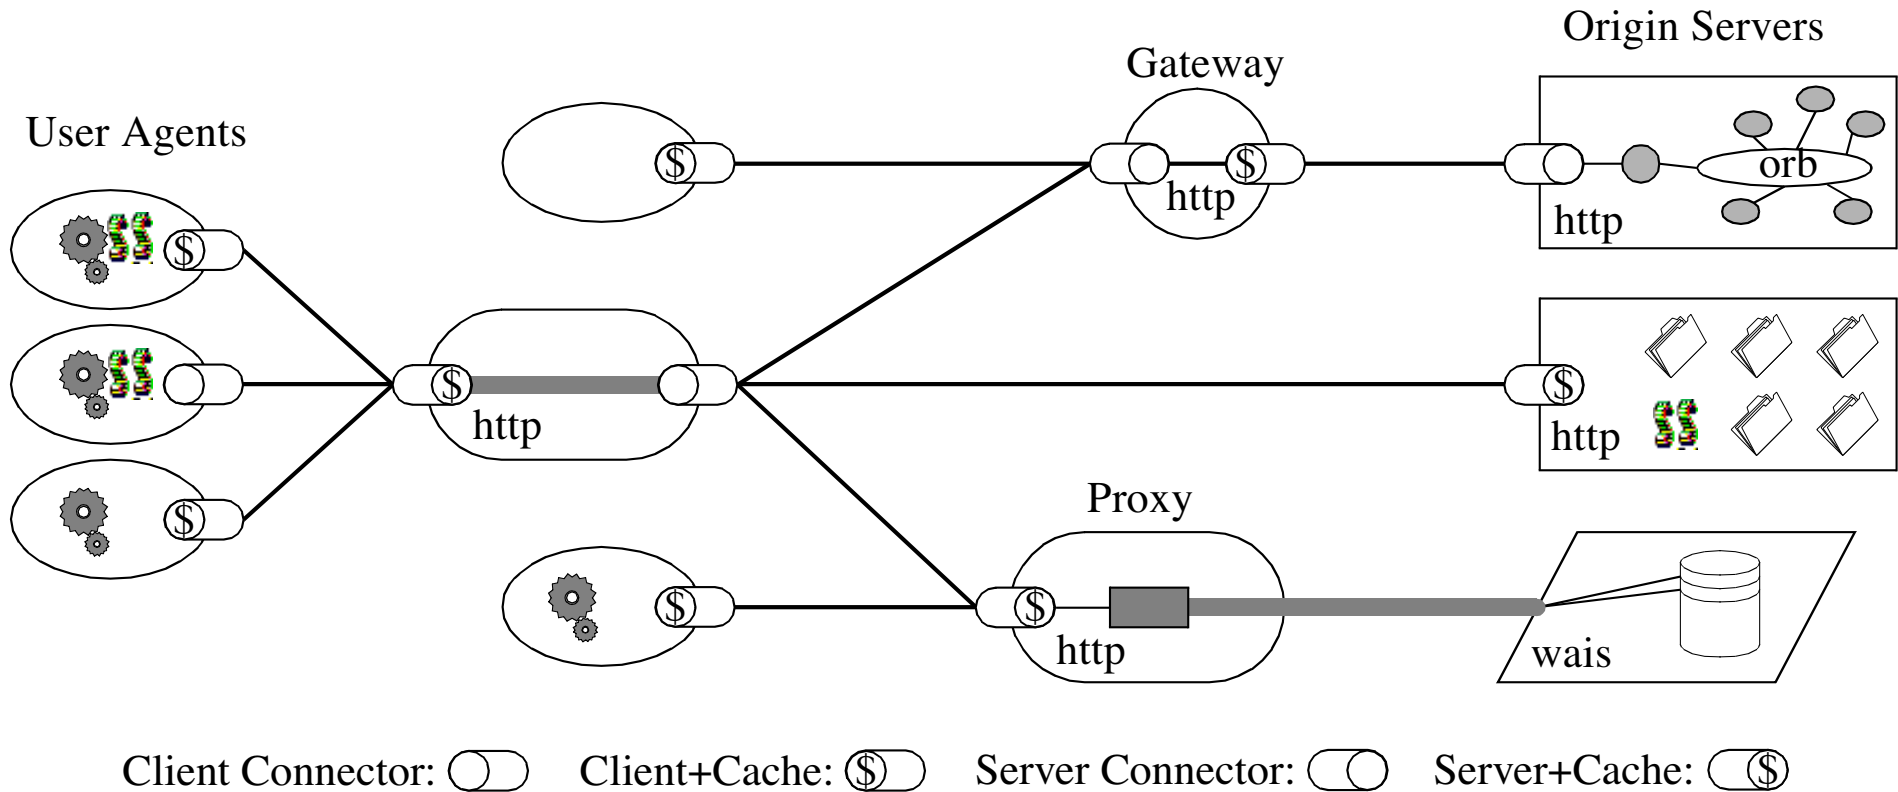 Origin Servers
Gateway
User Agents
$
$
orb
http
http
$
$
http
$
http
$
Proxy
$
$
$
http
wais
Client Connector:
Client+Cache: $
Server Connector:
Server+Cache: $